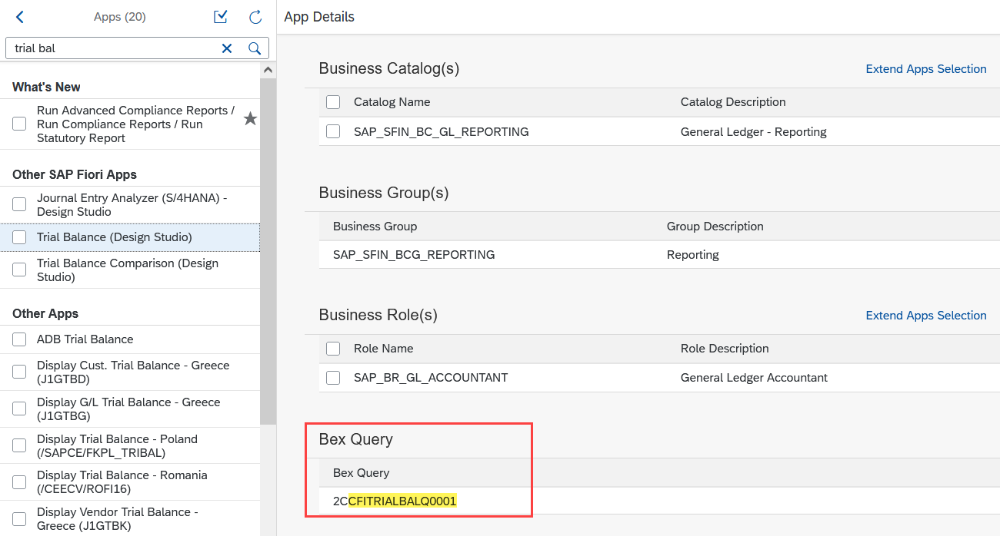 Apps (20)
trial bal
What's New
Run Advanced Compliance Reports /
Run Compliance Reports / Run
Statutory Report
Other SAP Fiori Apps
Journal Entry Analyzer (S/4HANA) -
Design Studio
Trial Balance (Design Studio)
Trial Balance Comparison (Design
Studio)
Other Apps
ADB Trial Balance
Display Cust. Trial Balance - Greece
(J1GTBD)
Display G/L Trial Balance - Greece
(J1GTBG)
Display Trial Balance - Poland
(/SAPCE/FKPL_TRIBAL)
Display Trial Balance - Romania
(/CEECV/ROFI16)
Display Vendor Trial Balance -
Greece (J1GTBK)
App Details
Business Catalog(s) Extend Apps Selection
Catalog Name Catalog Description
SAP_SFIN_BC_GL_REPORTING General Ledger - Reporting
Business Group(s)
Business Group Group Description
SAP_SFIN_BCG_REPORTING Reporting
Business Role(s) Extend Apps Selection
Role Name Role Description
SAP_BR_GL_ACCOUNTANT General Ledger Accountant
Bex Query
Bex Query
2CCFITRIALBALQ0001